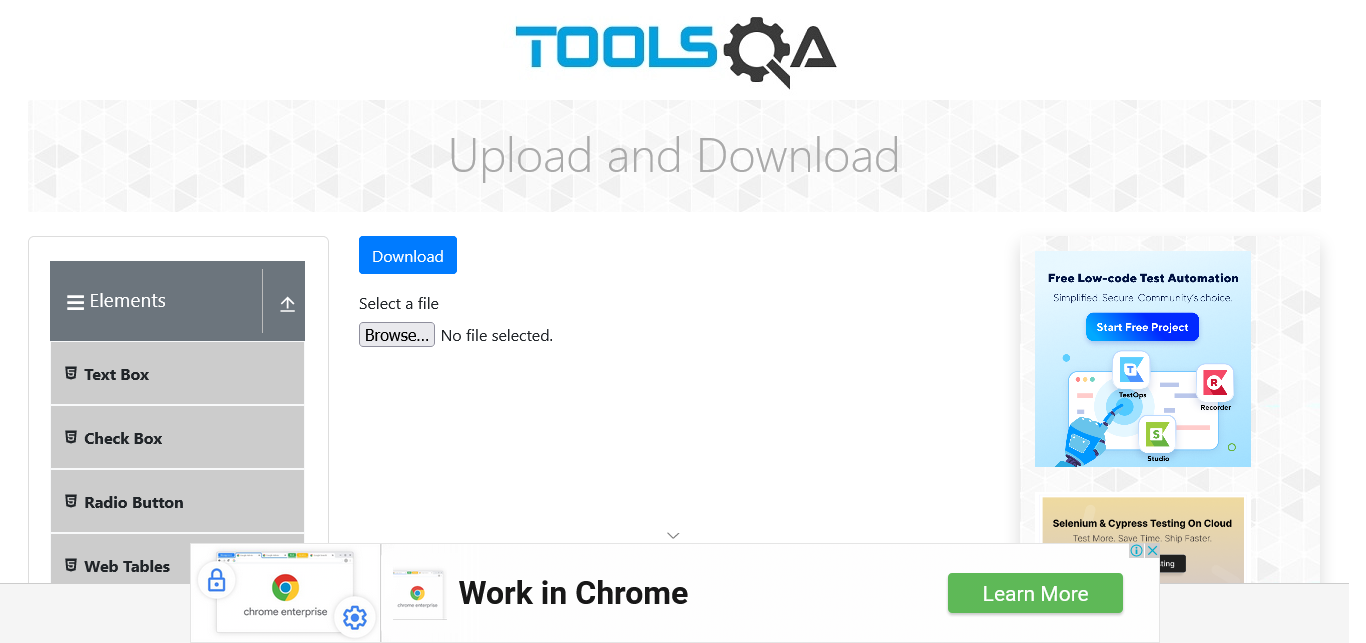 TOOLSQA
Upload and Download
Elements
Text Box
Check Box
Radio Button
Web Tables
Download
Select a file
Browse... No file selected.
Free Low-code Test Automation
Simplified. Secure. Community's choice.
Start Free Project
TestOps
Recorder
Studio
Selenium & Cypress Testing On Cloud
Test More. Save Time. Ship Faster.
chrome enterprise
chrome enterprise
Work in Chrome
Learn More